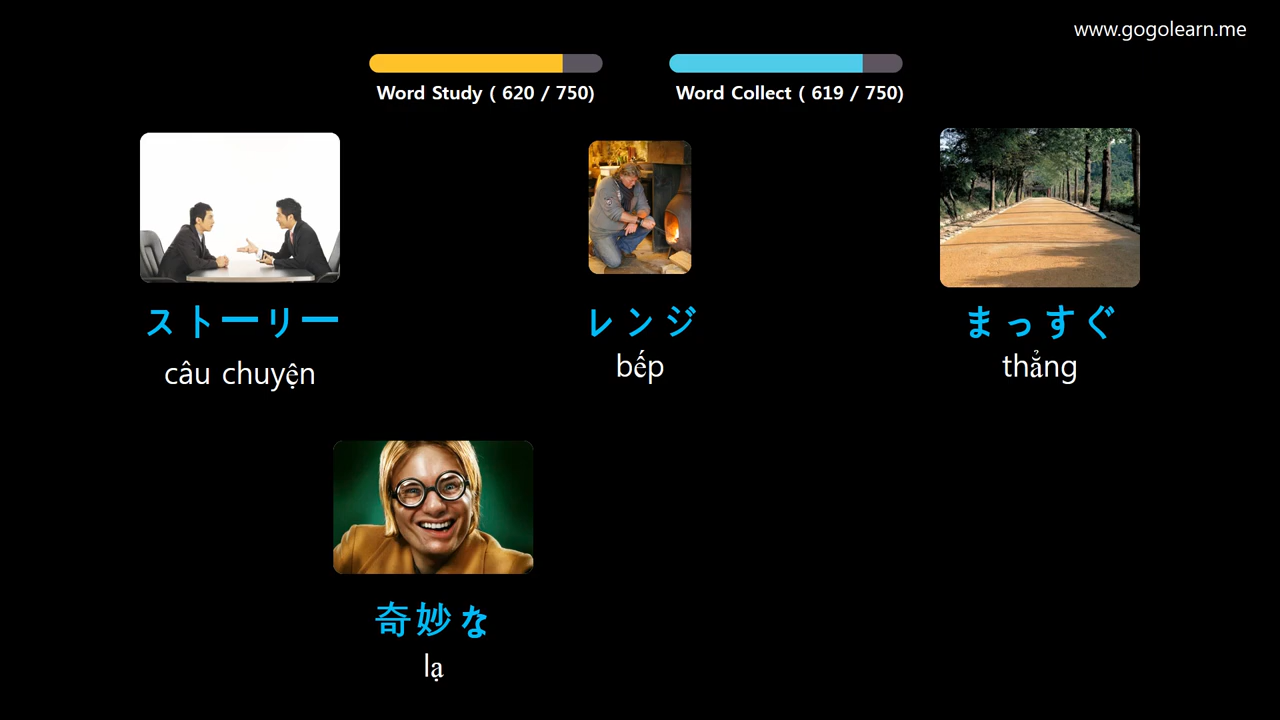 www.gogolearn.me
Word Study ( 620 / 750)
Word Collect ( 619 / 750)
ストーリー
câu chuyện
レンジ
bếp
まっすぐ
thẳng
奇妙な
lạ